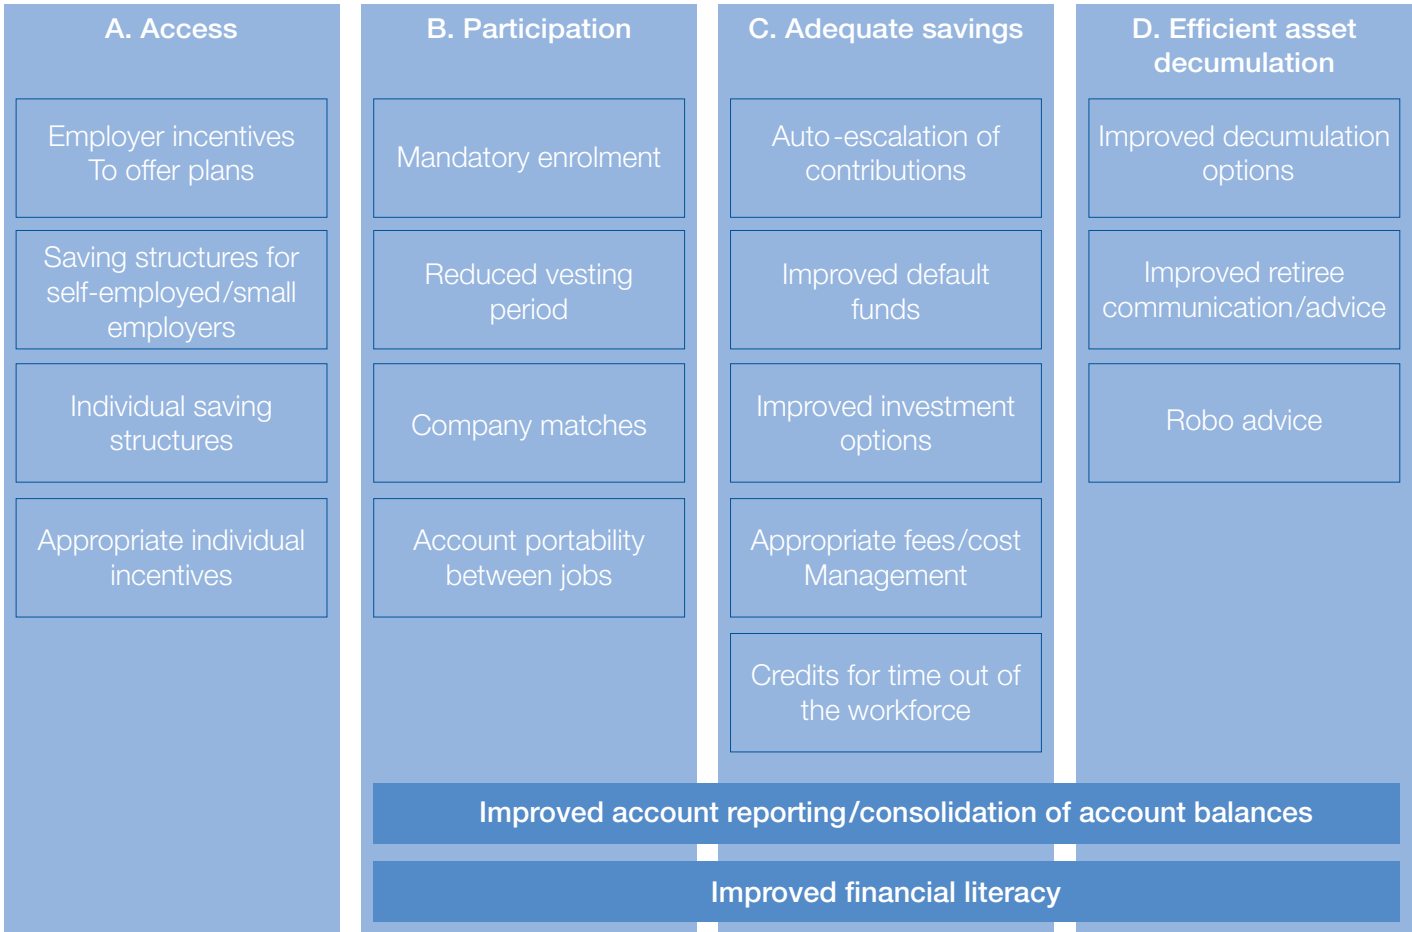 A. Access
Employer incentives
To offer plans
Saving structures for
self-employed/small
employers
Individual saving
structures
Appropriate individual
incentives
B. Participation
Mandatory enrolment
Reduced vesting
period
Company matches
Account portability
between jobs
C. Adequate savings
Auto-escalation of
contributions
Improved default
funds
Improved investment
options
Appropriate fees/cost
Management
Credits for time out of
the workforce
D. Efficient asset
decumulation
Improved decumulation
options
Improved retiree
communication/advice
Robo advice
Improved account reporting/consolidation of account balances
Improved financial literacy